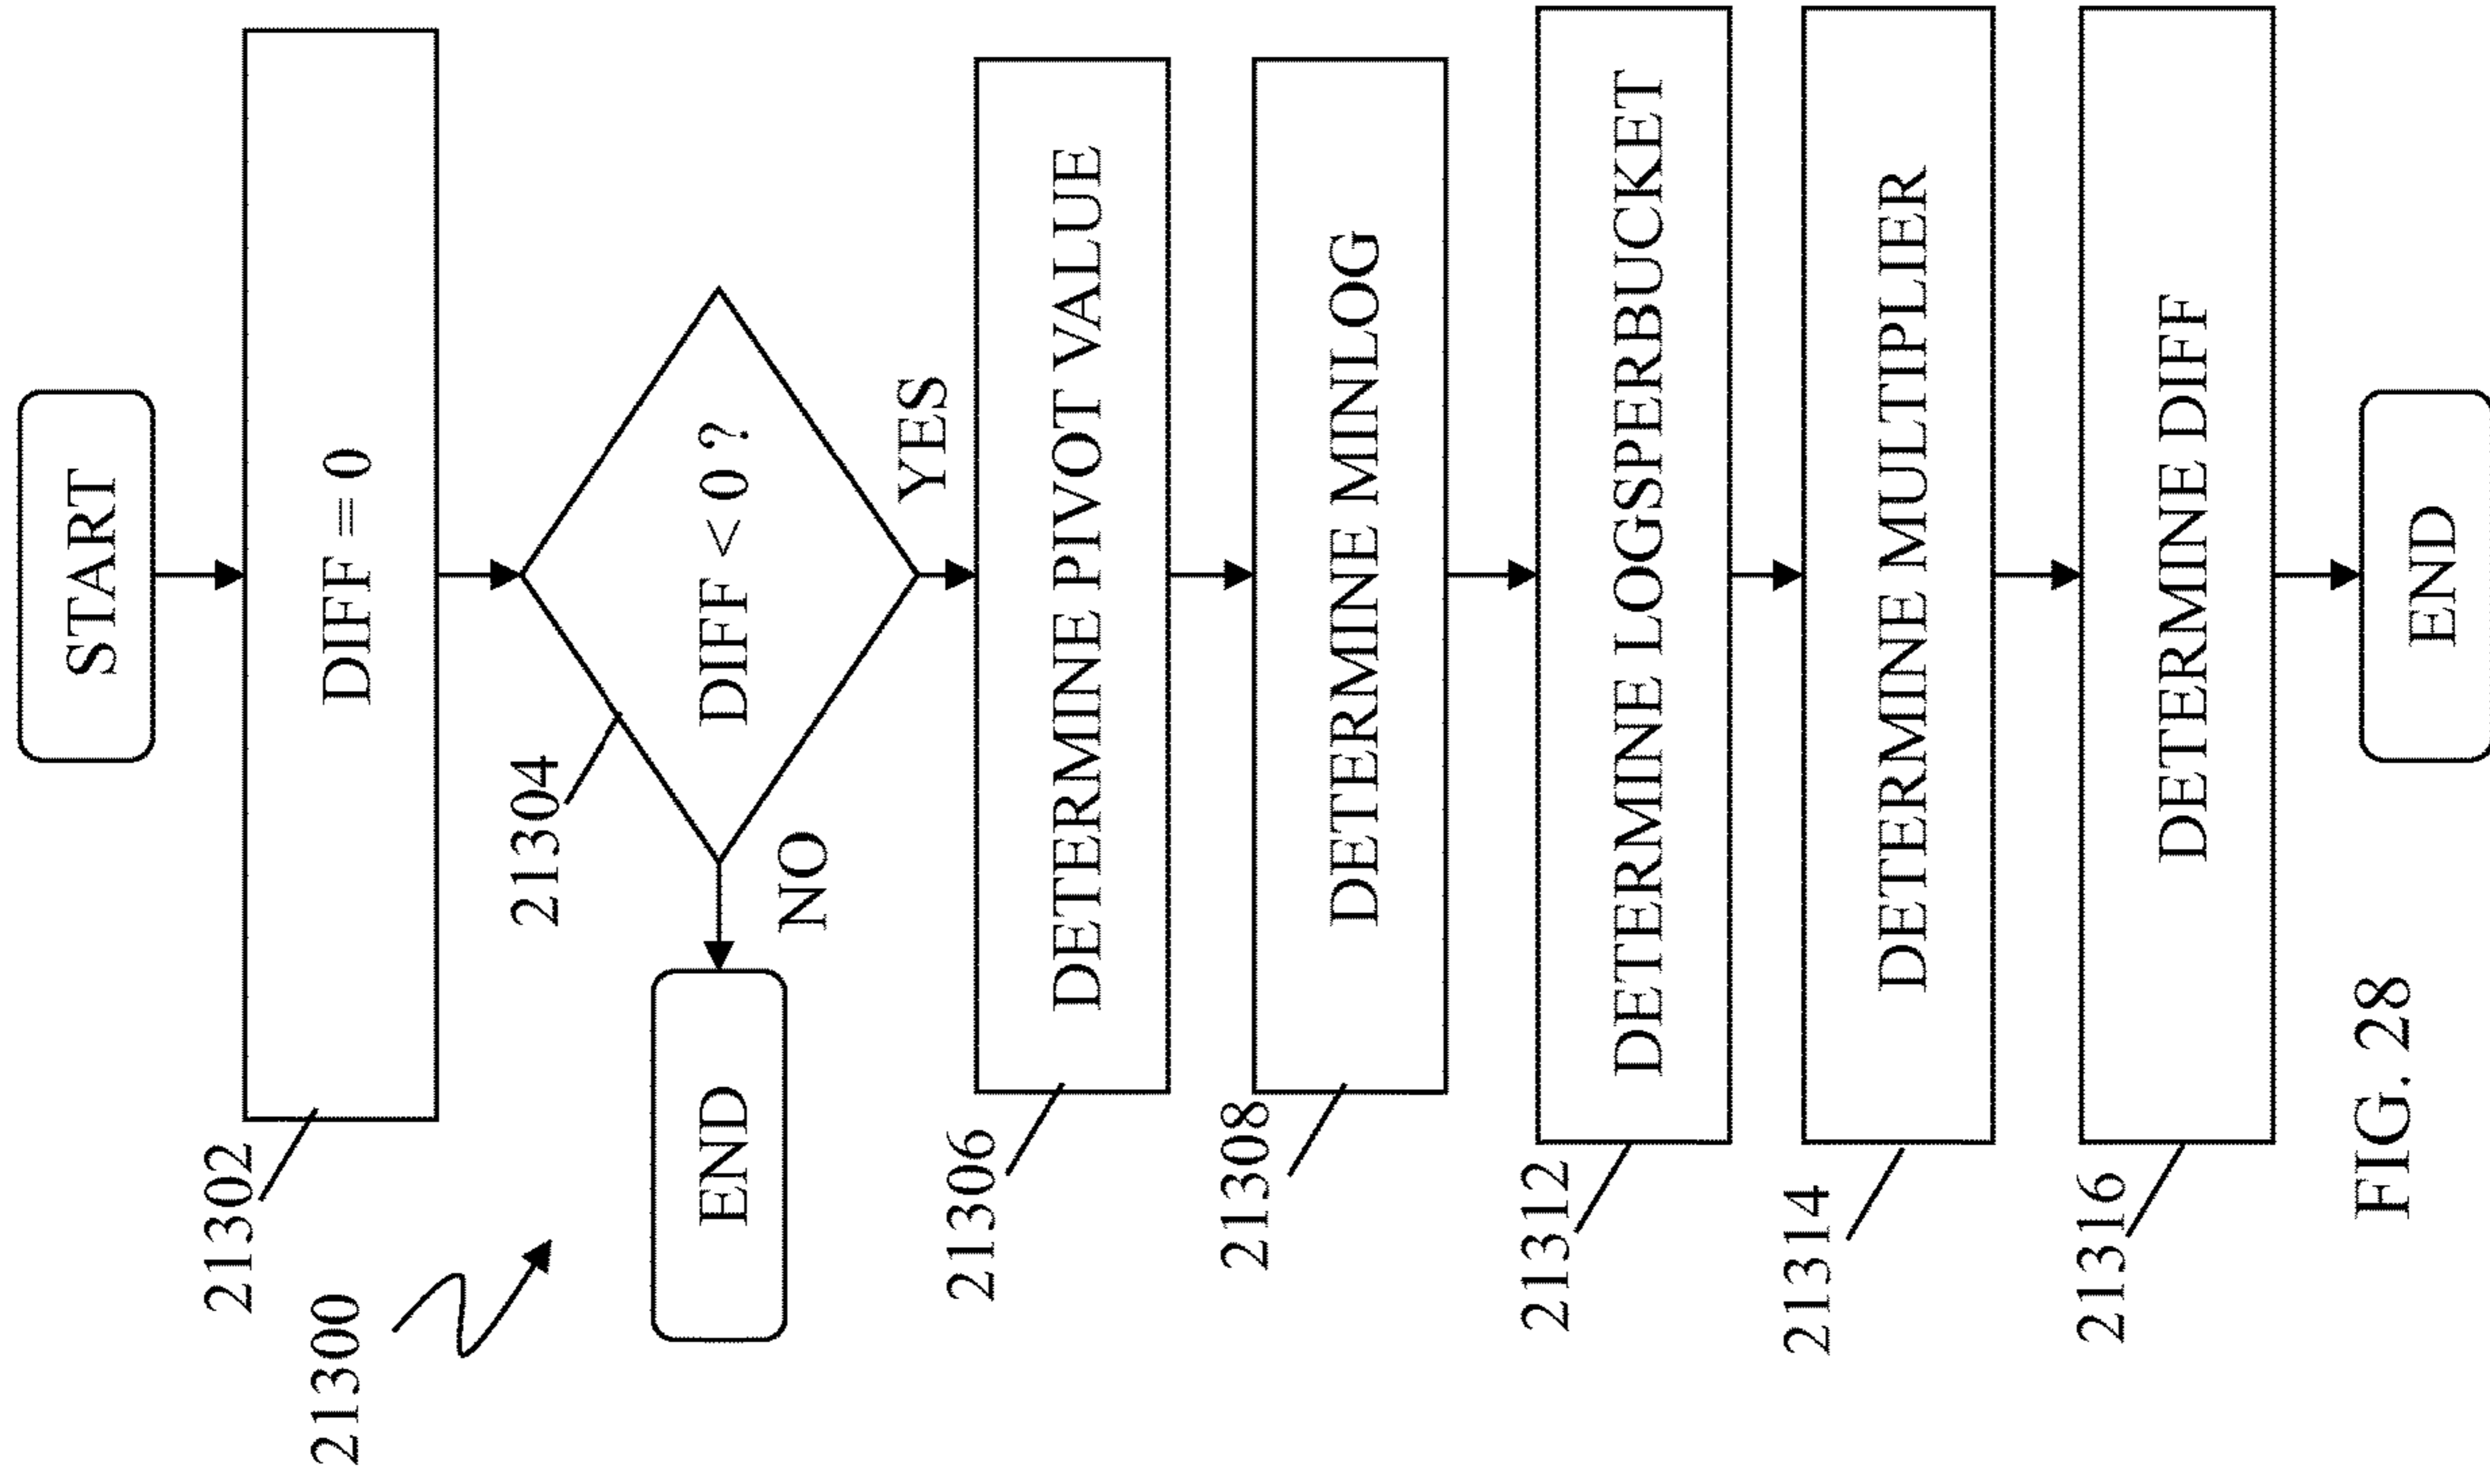 START
21302
DIFF = 0
21300
21304
DIFF < 0 ?
NO
END
YES
21306
DETERMINE PIVOT VALUE
21308
DETERMINE MINLOG
21312
DETERMINE LOGSPERBUCKET
21314
DETERMINE MULTIPLIER
21316
DETERMINE DIFF
END
FIG. 28